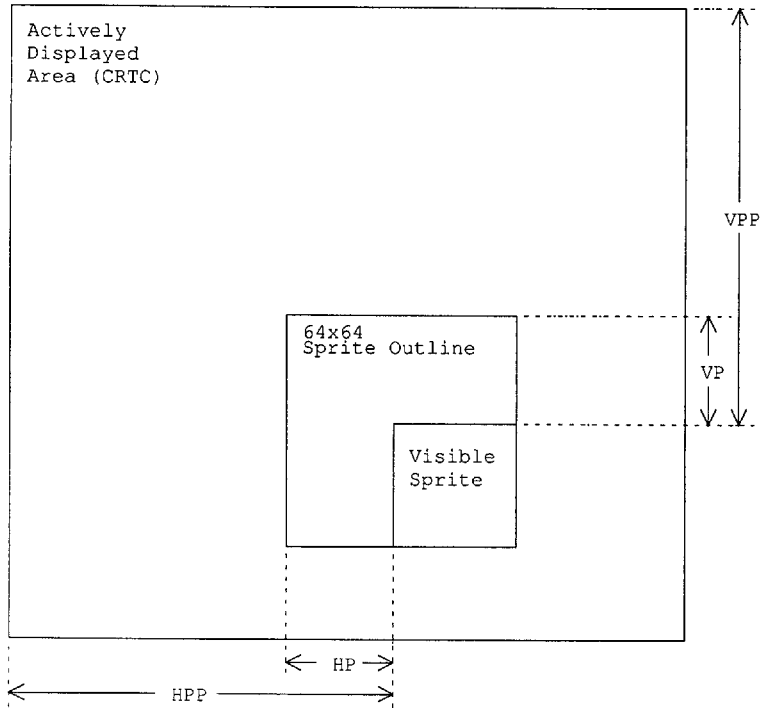 Actively
Displayed
Area (CRTC)
VPP
64x64
Sprite Outline
VP
Visible
Sprite
HP
HPP